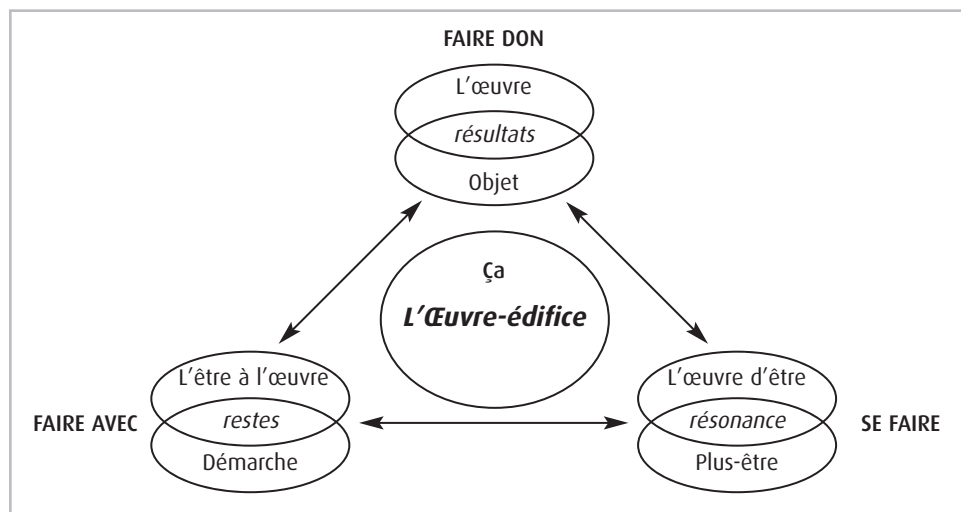 FAIRE DON
L'œuvre
résultats
Objet
Ça
L'Œuvre-édifice
L'être à l'œuvre
L'œuvre d'être
FAIRE AVEC
restes
résonance
SE FAIRE
Démarche
Plus-être